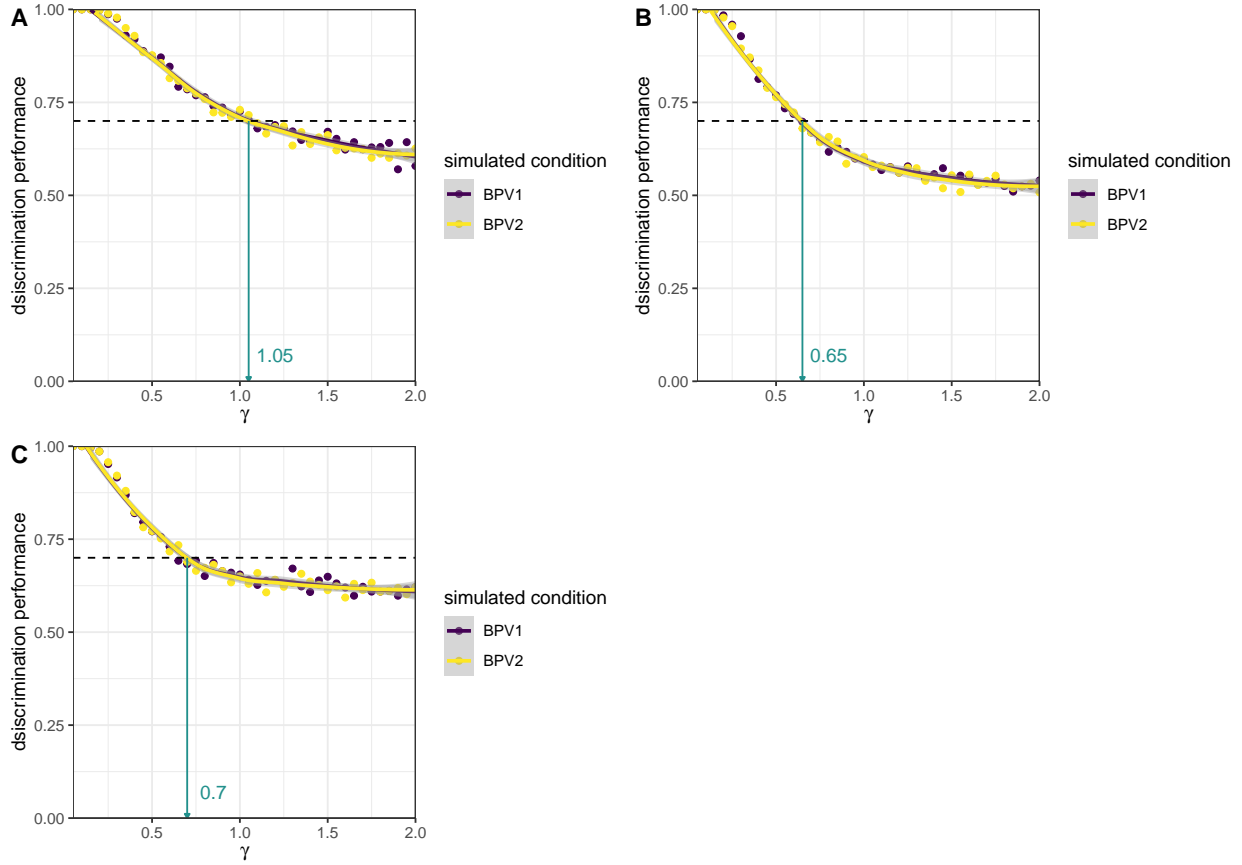 A
1.00
0.75
0.50
0.25
0.00
dsiscrimination performance
0.5
1.0
1.5
2.0
γ
1.05
simulated condition
BPV1
BPV2
B
1.00
0.75
0.50
0.25
0.00
dsiscrimination performance
0.5
1.0
1.5
2.0
γ
0.65
simulated condition
BPV1
BPV2
C
1.00
0.75
0.50
0.25
0.00
dsiscrimination performance
0.5
1.0
1.5
2.0
γ
0.7
simulated condition
BPV1
BPV2